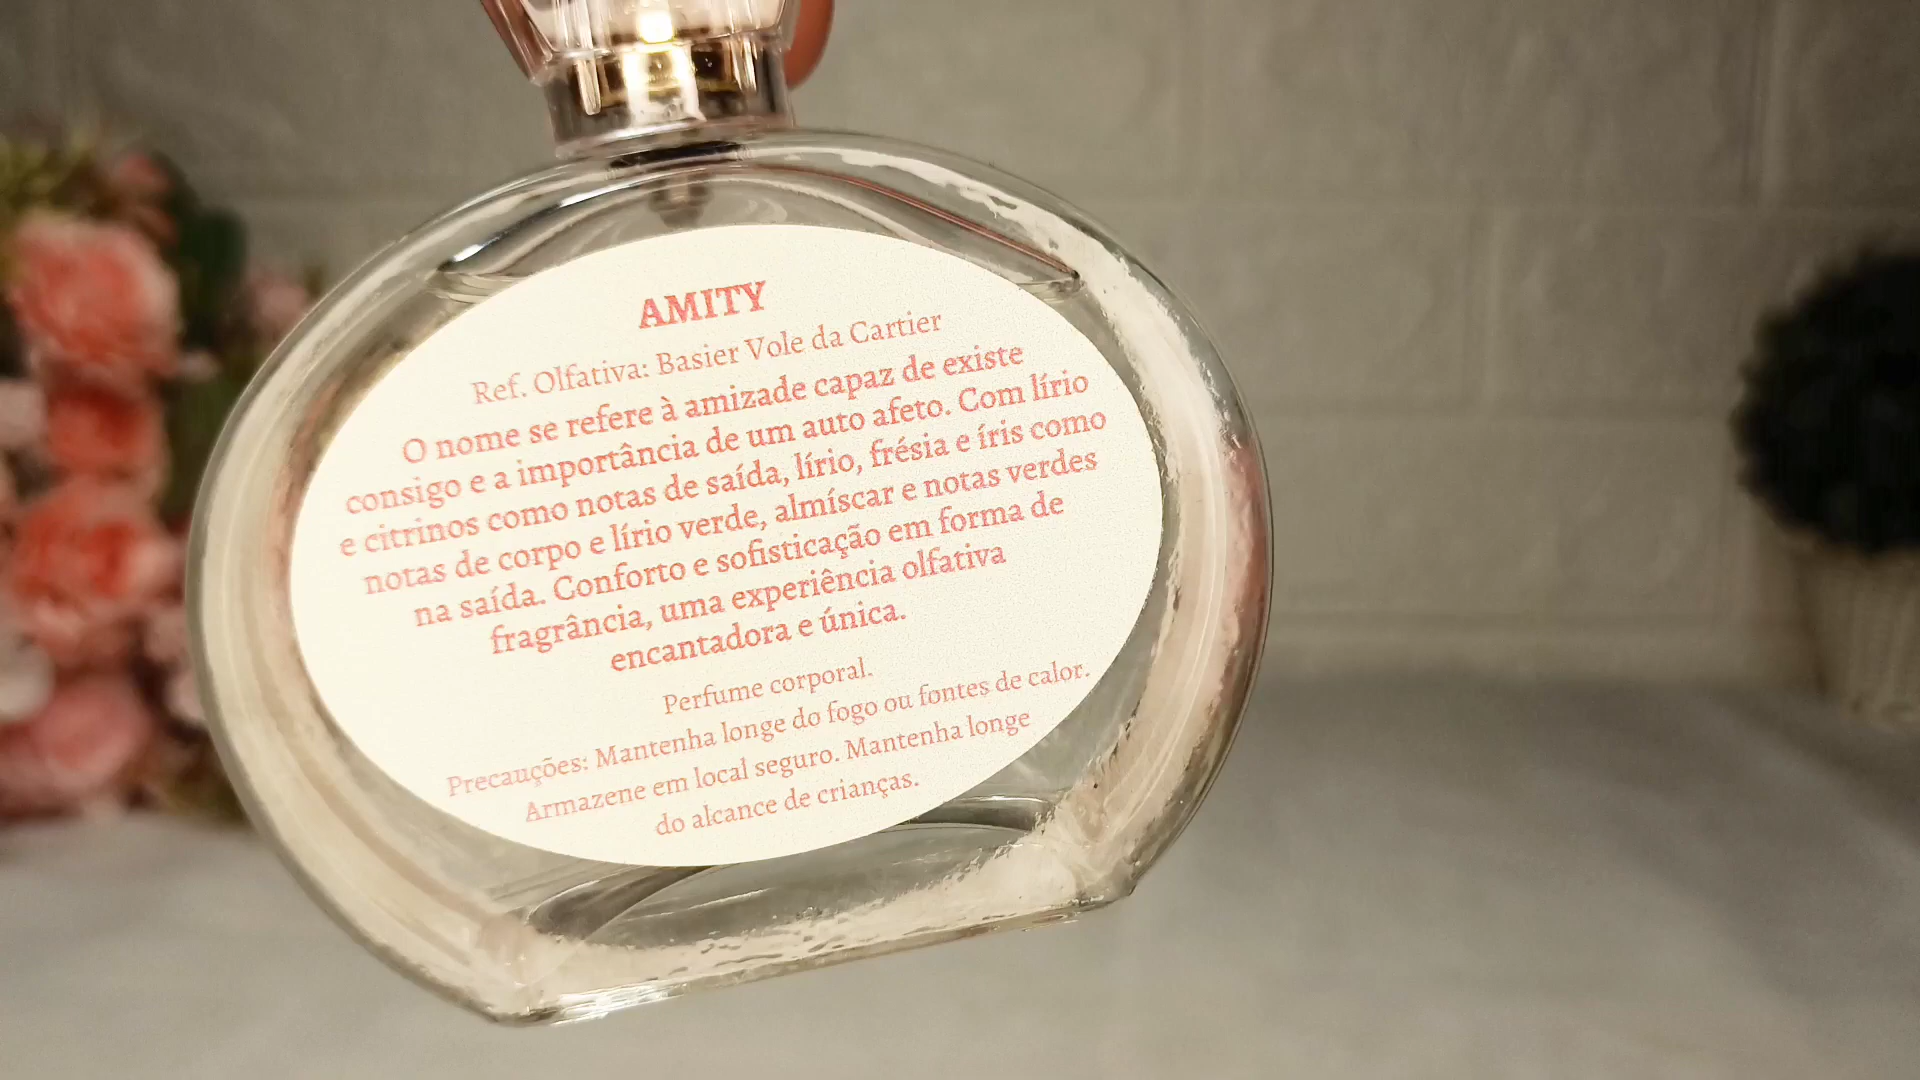 AMITY
Ref. Olfativa: Basier Vole da Cartier
O nome se refere à amizade capaz de existe
consigo e a importância de um auto afeto. Com lírio
e citrinos como notas de saída, lírio, frésia e íris como
notas de corpo e lírio verde, almíscar e notas verdes
na saída. Conforto e sofisticação em forma de
fragrância, uma experiência olfativa
encantadora e única.
Perfume corporal.
Precauções: Mantenha longe do fogo ou fontes de calor.
Armazene em local seguro. Mantenha longe
do alcance de crianças.